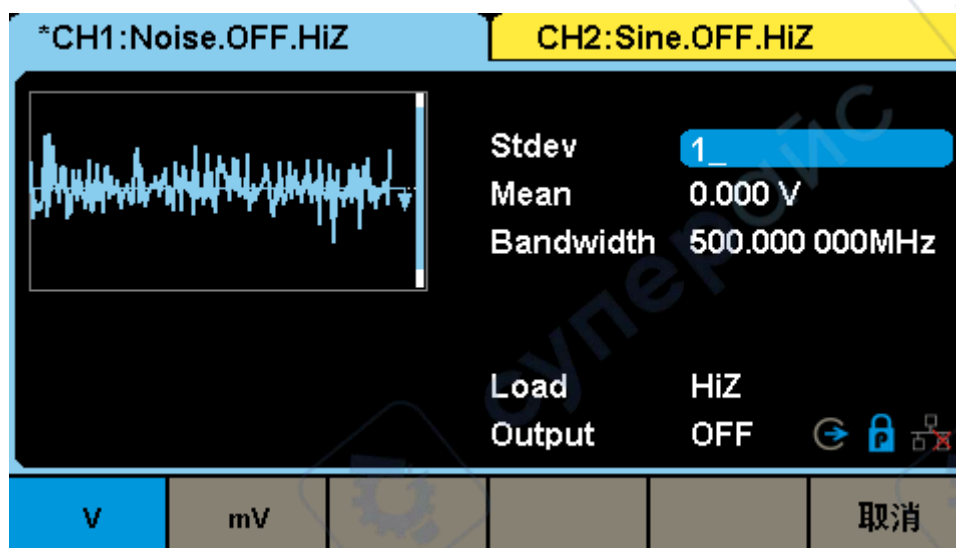 *CH1:Noise.OFF.HiZ
CH2:Sine.OFF.HiZ
Stdev 1_
Mean 0.000 V
Bandwidth 500.000 000MHz
Load HiZ
Output OFF
V mV 取消
суперайс